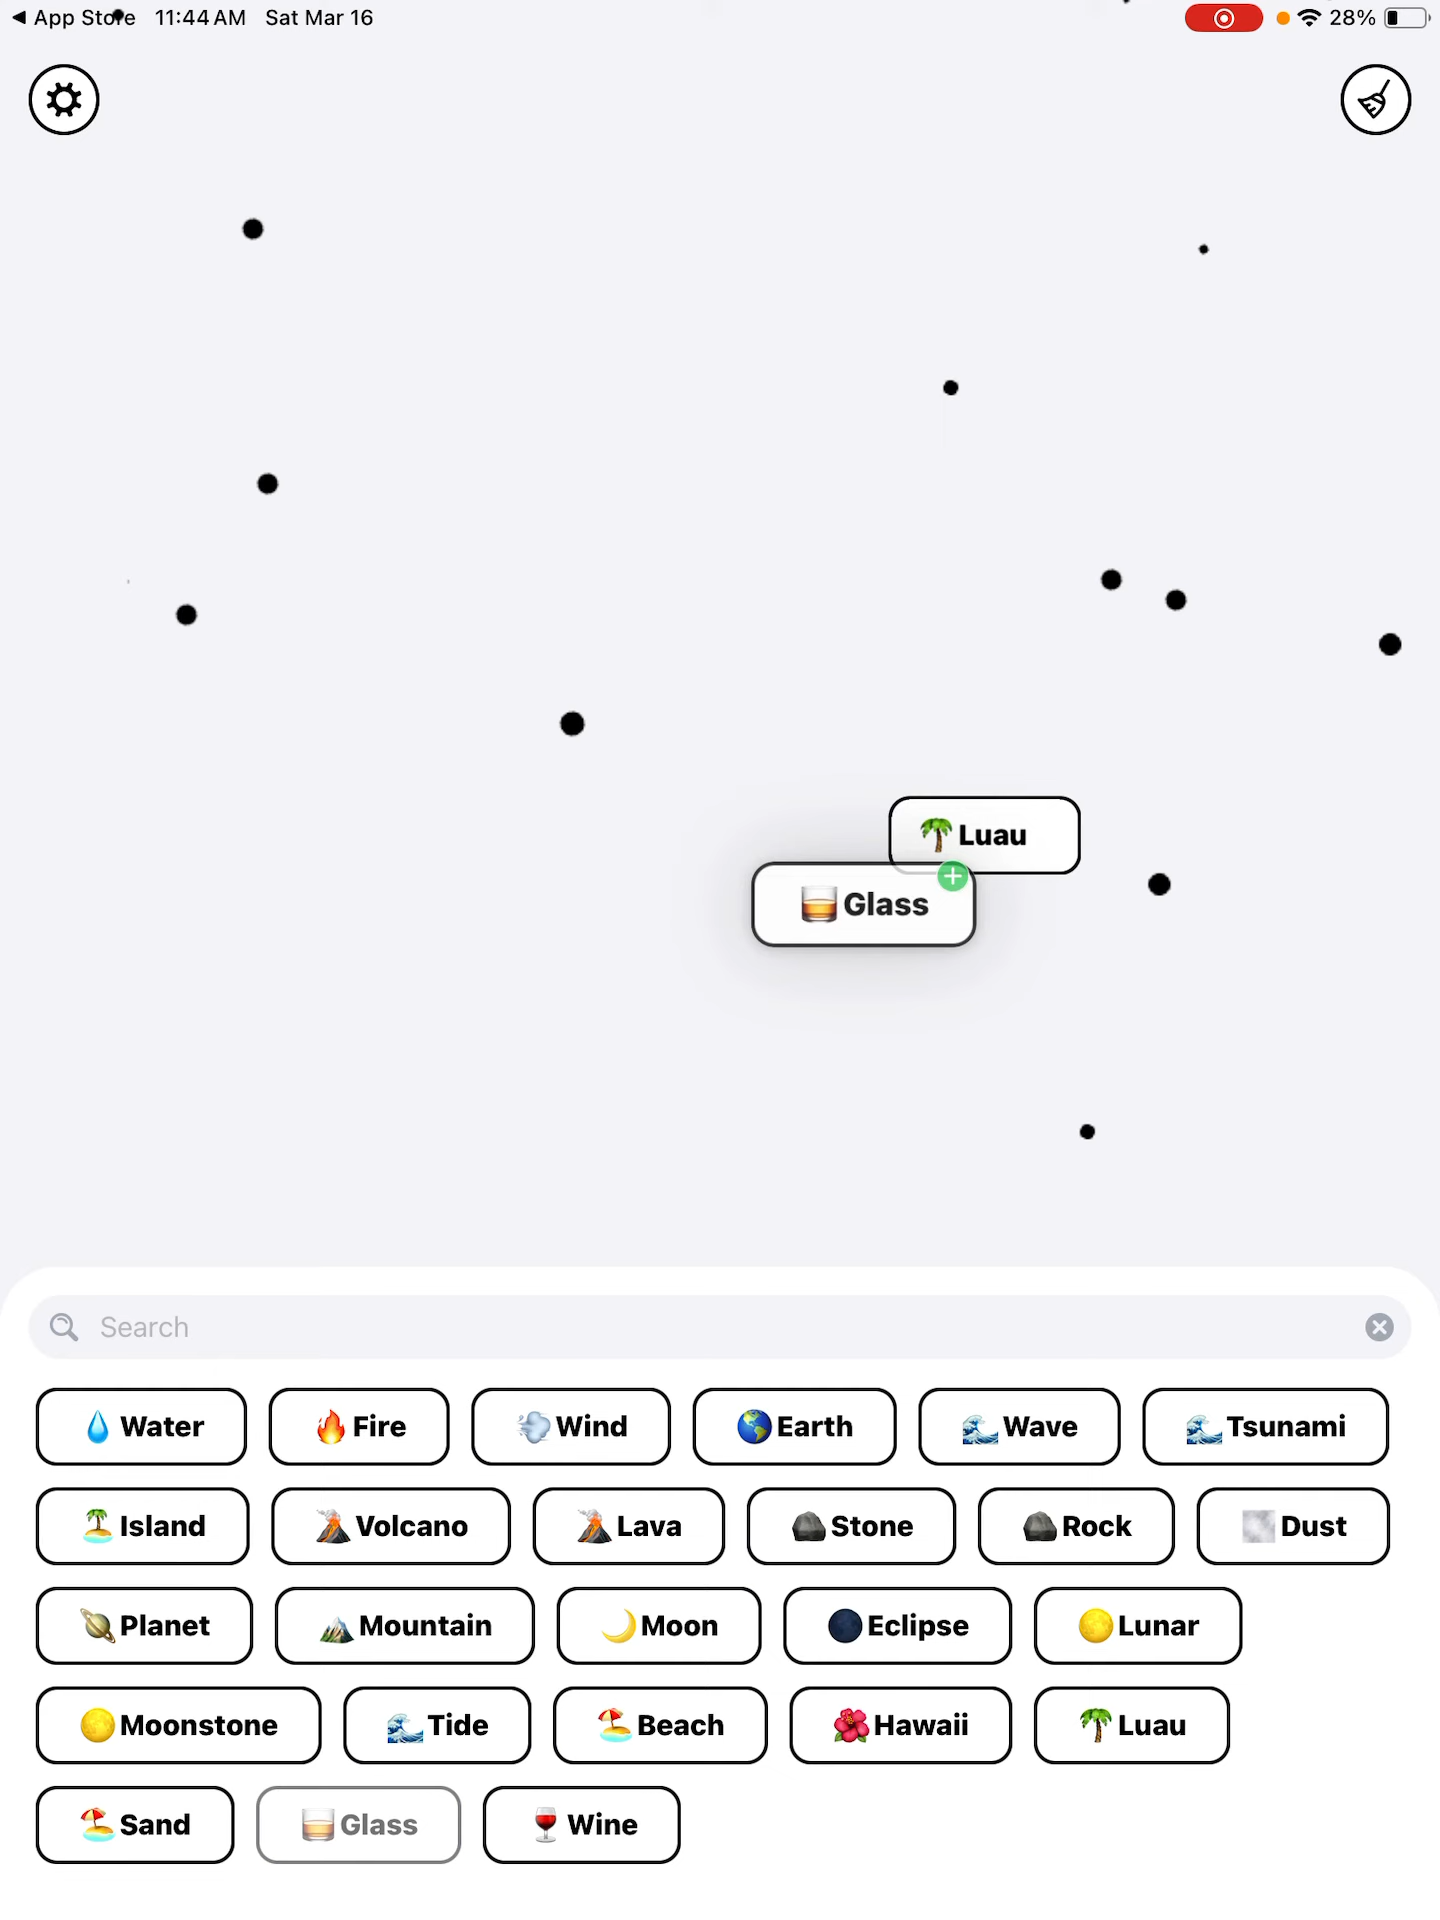 App Store 11:44 AM Sat Mar 16 28%
Luau
Glass
Search
Water Fire Wind Earth Wave Tsunami
Island Volcano Lava Stone Rock Dust
Planet Mountain Moon Eclipse Lunar
Moonstone Tide Beach Hawaii Luau
Sand Glass Wine